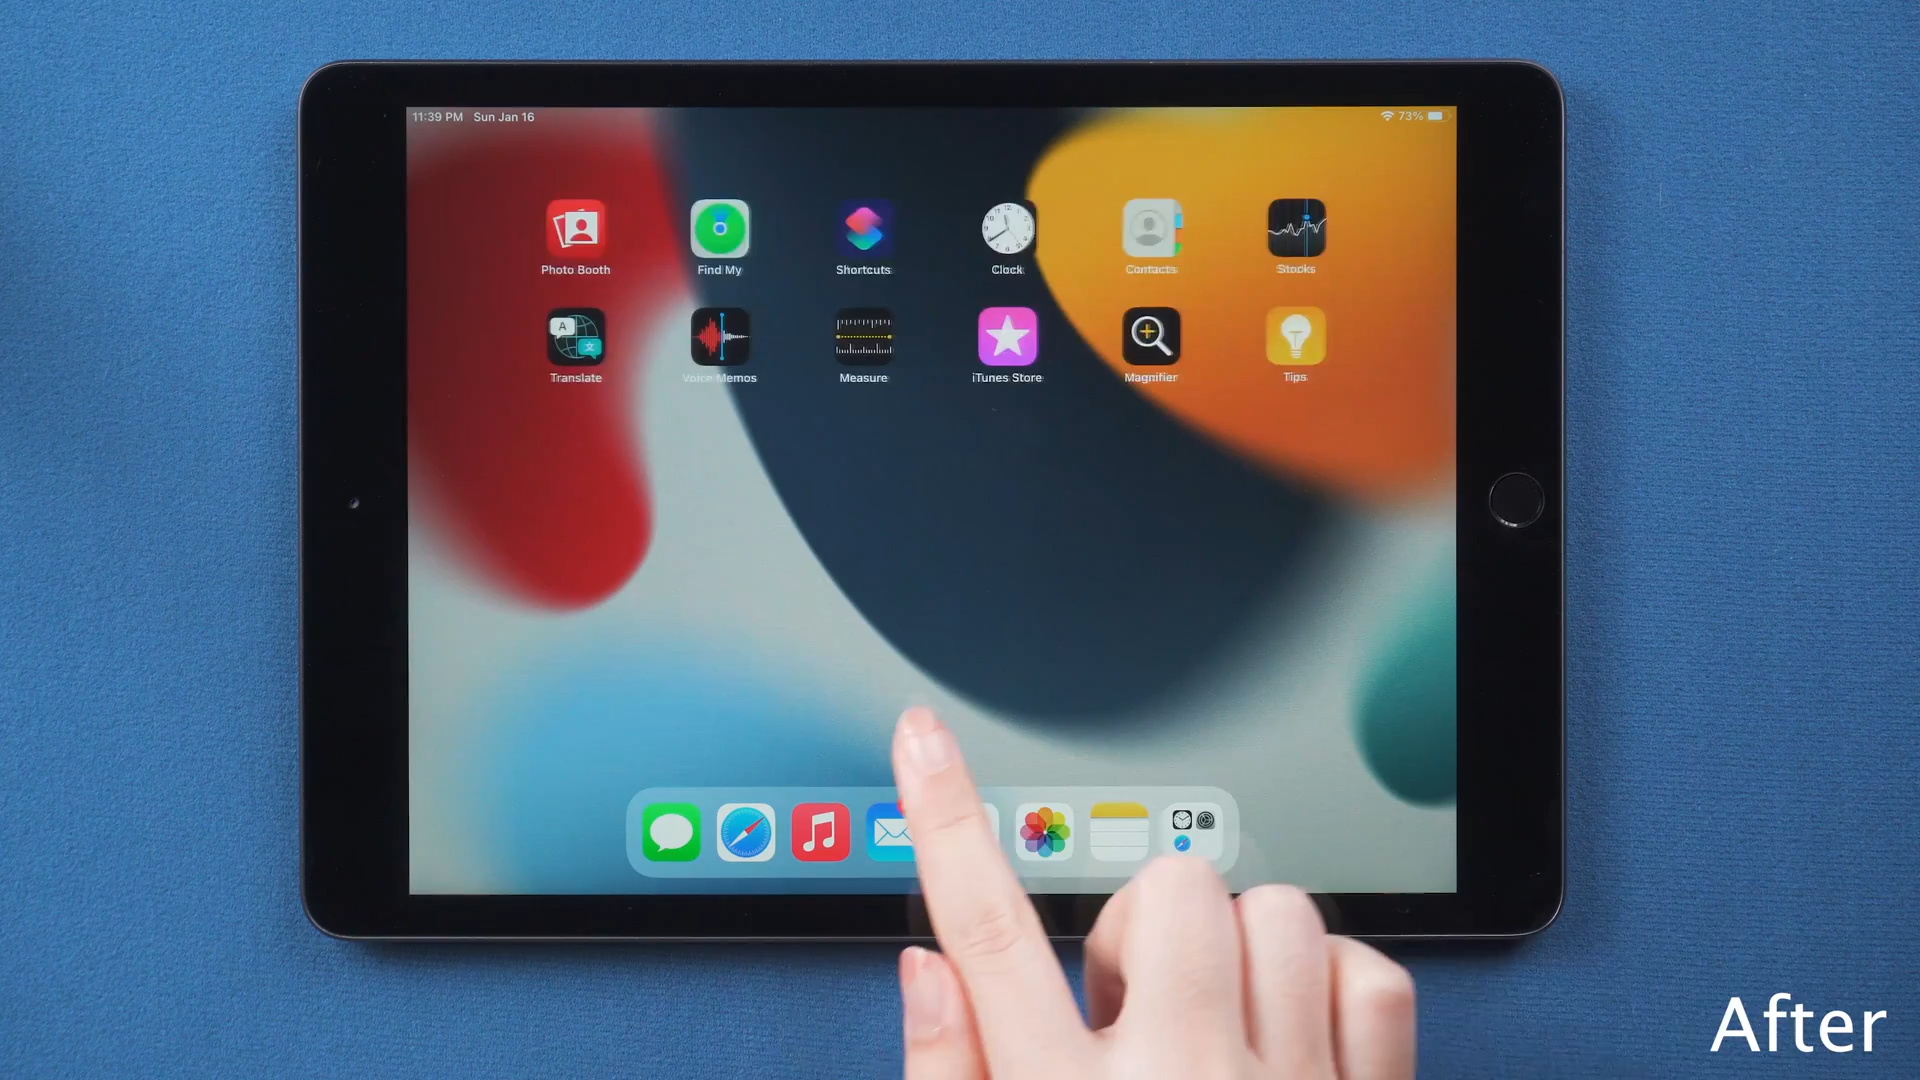 11:39 PM Sun Jan 16
73%
Photo Booth
Find My
Shortcuts
Clock
Contacts
Stocks
Translate
Voice Memos
Measure
iTunes Store
Magnifier
Tips
After